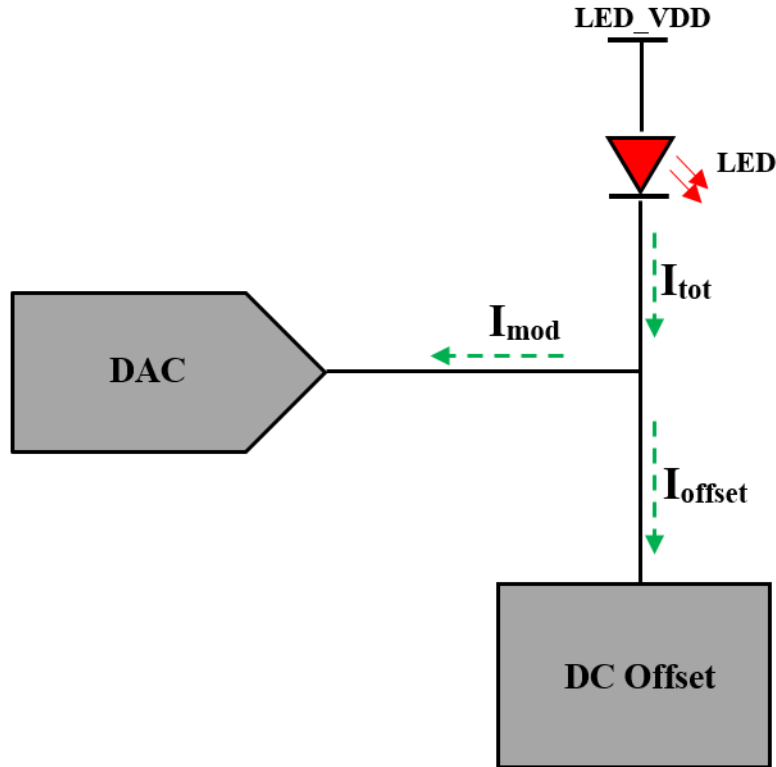 LED_VDD
LED
Itot
Imod
DAC
Ioffset
DC Offset